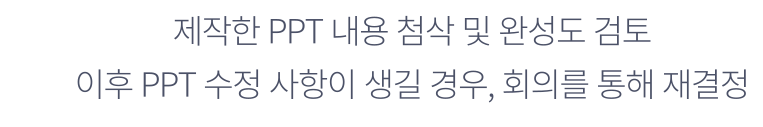 제작한 PPT 내용 첨삭 및 완성도 검토
이후 PPT 수정 사항이 생길 경우, 회의를 통해 재결정